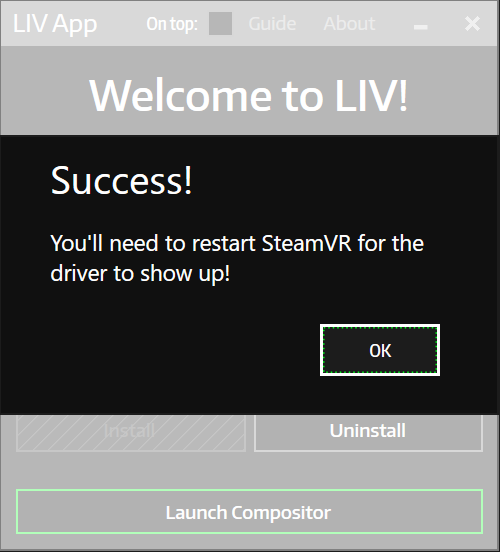 LIV App On top: Guide About
Welcome to LIV!
Success!
You'll need to restart SteamVR for the
driver to show up!
OK
Install Uninstall
Launch Compositor